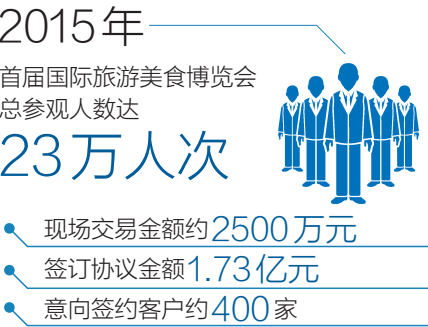 2015年
首届国际旅游美食博览会
总参观人数达
23万人次
现场交易金额约2500万元
签订协议金额1.73亿元
意向签约客户约400家